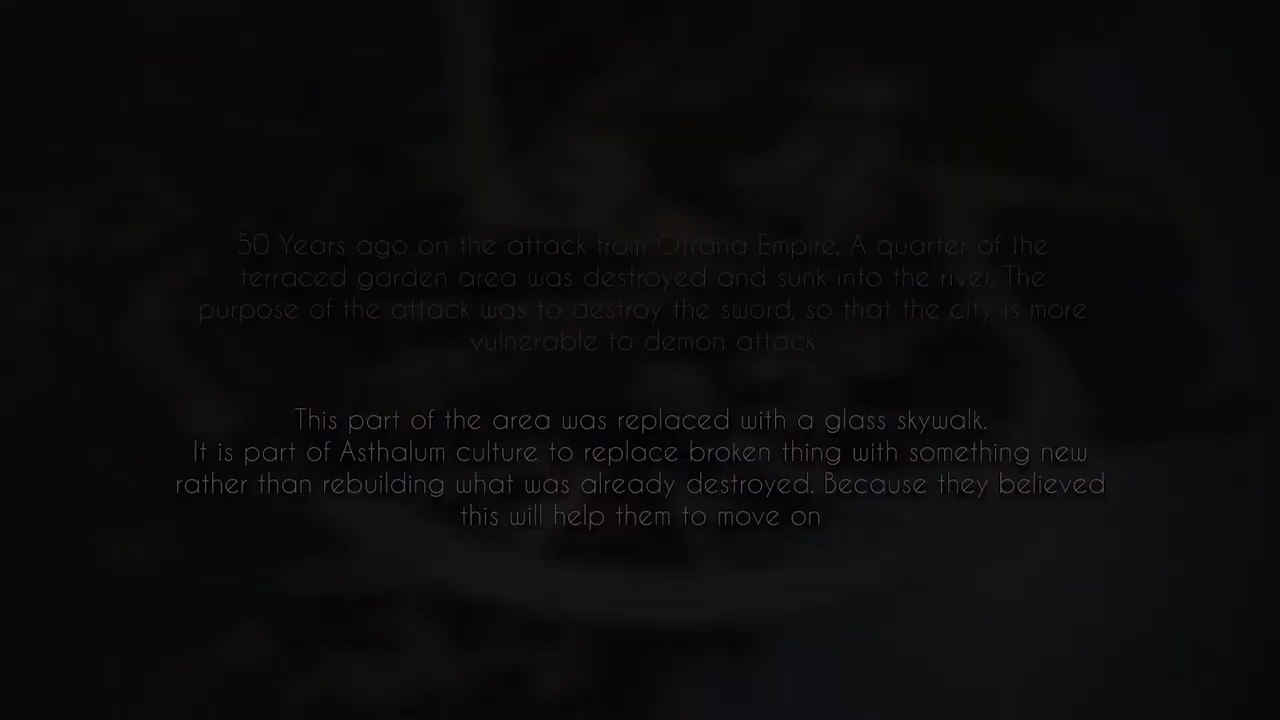 50 Years ago on the attack from Otrana Empire, A quarter of the
terraced garden area was destroyed and sunk into the river. The
purpose of the attack was to destroy the sword, so that the city is more
vulnerable to demon attack
This part of the area was replaced with a glass skywalk.
It is part of Asthalum culture to replace broken thing with something new
rather than rebuilding what was already destroyed. Because they believed
this will help them to move on